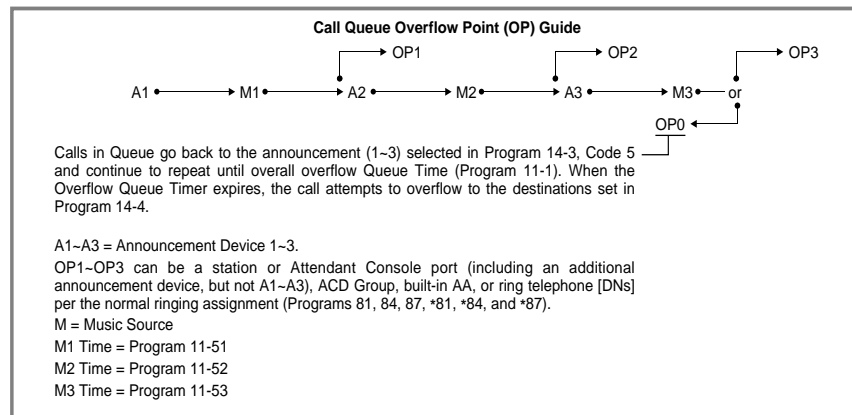 Call Queue Overflow Point (OP) Guide
OP1 OP2 OP3
A1 M1 A2 M2 A3 M3 or
OP0
Calls in Queue go back to the announcement (1~3) selected in Program 14-3, Code 5
and continue to repeat until overall overflow Queue Time (Program 11-1). When the
Overflow Queue Timer expires, the call attempts to overflow to the destinations set in
Program 14-4.
A1~A3 = Announcement Device 1~3.
OP1~OP3 can be a station or Attendant Console port (including an additional
announcement device, but not A1~A3), ACD Group, built-in AA, or ring telephone [DNs]
per the normal ringing assignment (Programs 81, 84, 87, *81, *84, and *87).
M = Music Source
M1 Time = Program 11-51
M2 Time = Program 11-52
M3 Time = Program 11-53